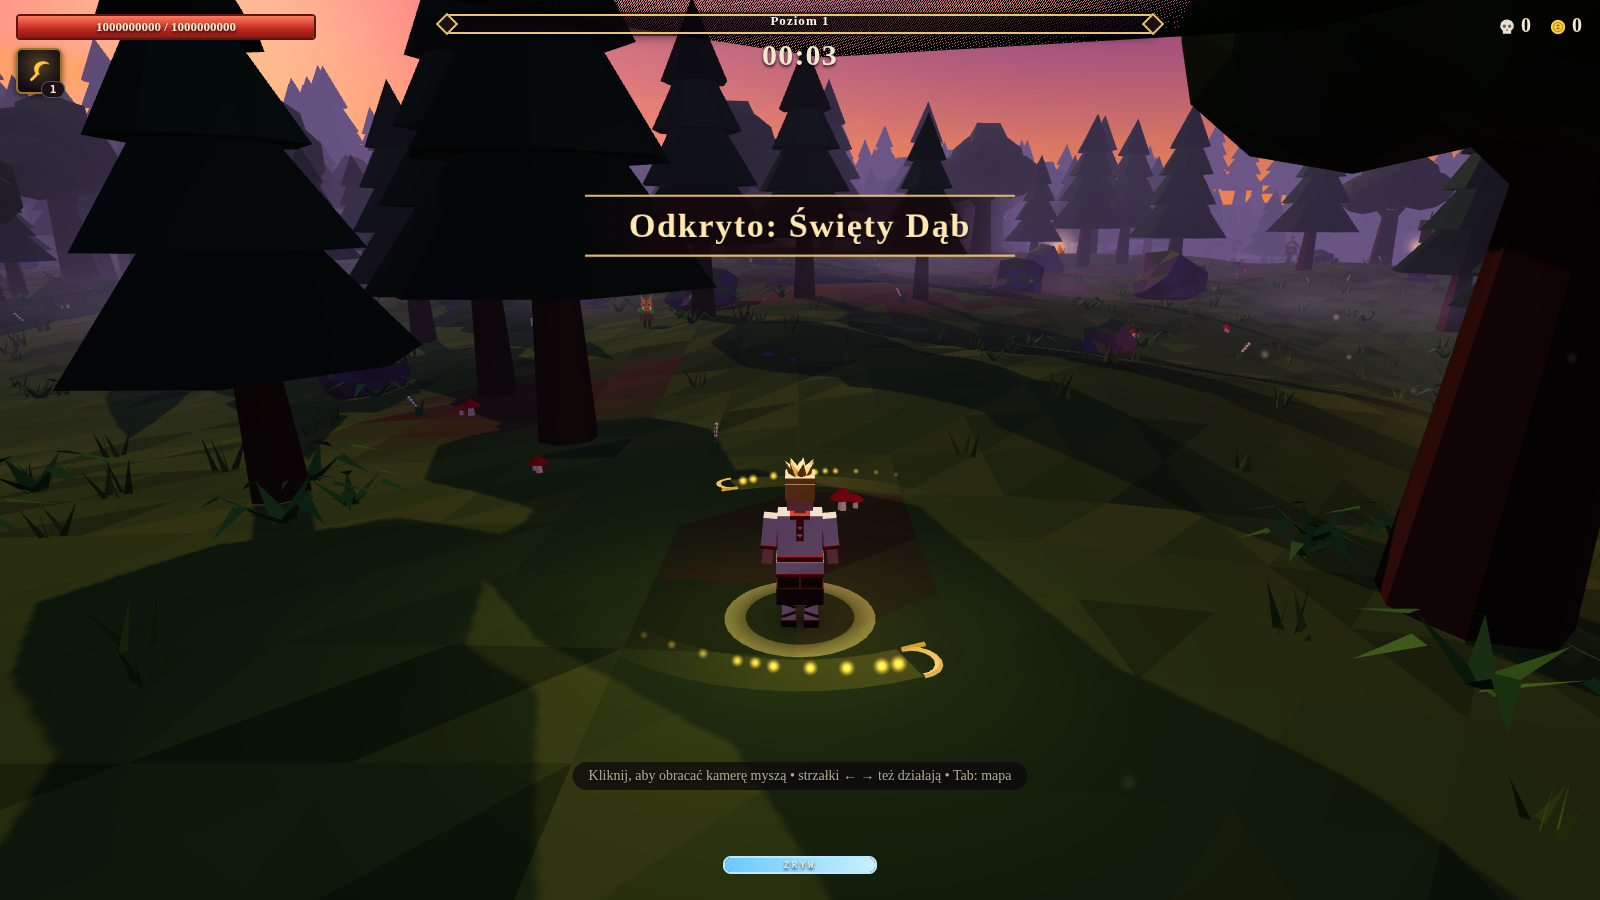 1000000000 / 1000000000
Poziom 1
0
0
00:03
1
Odkryto: Święty Dąb
Kliknij, aby obracać kamerę myszą • strzałki ← → też działają • Tab: mapa
ZRYW